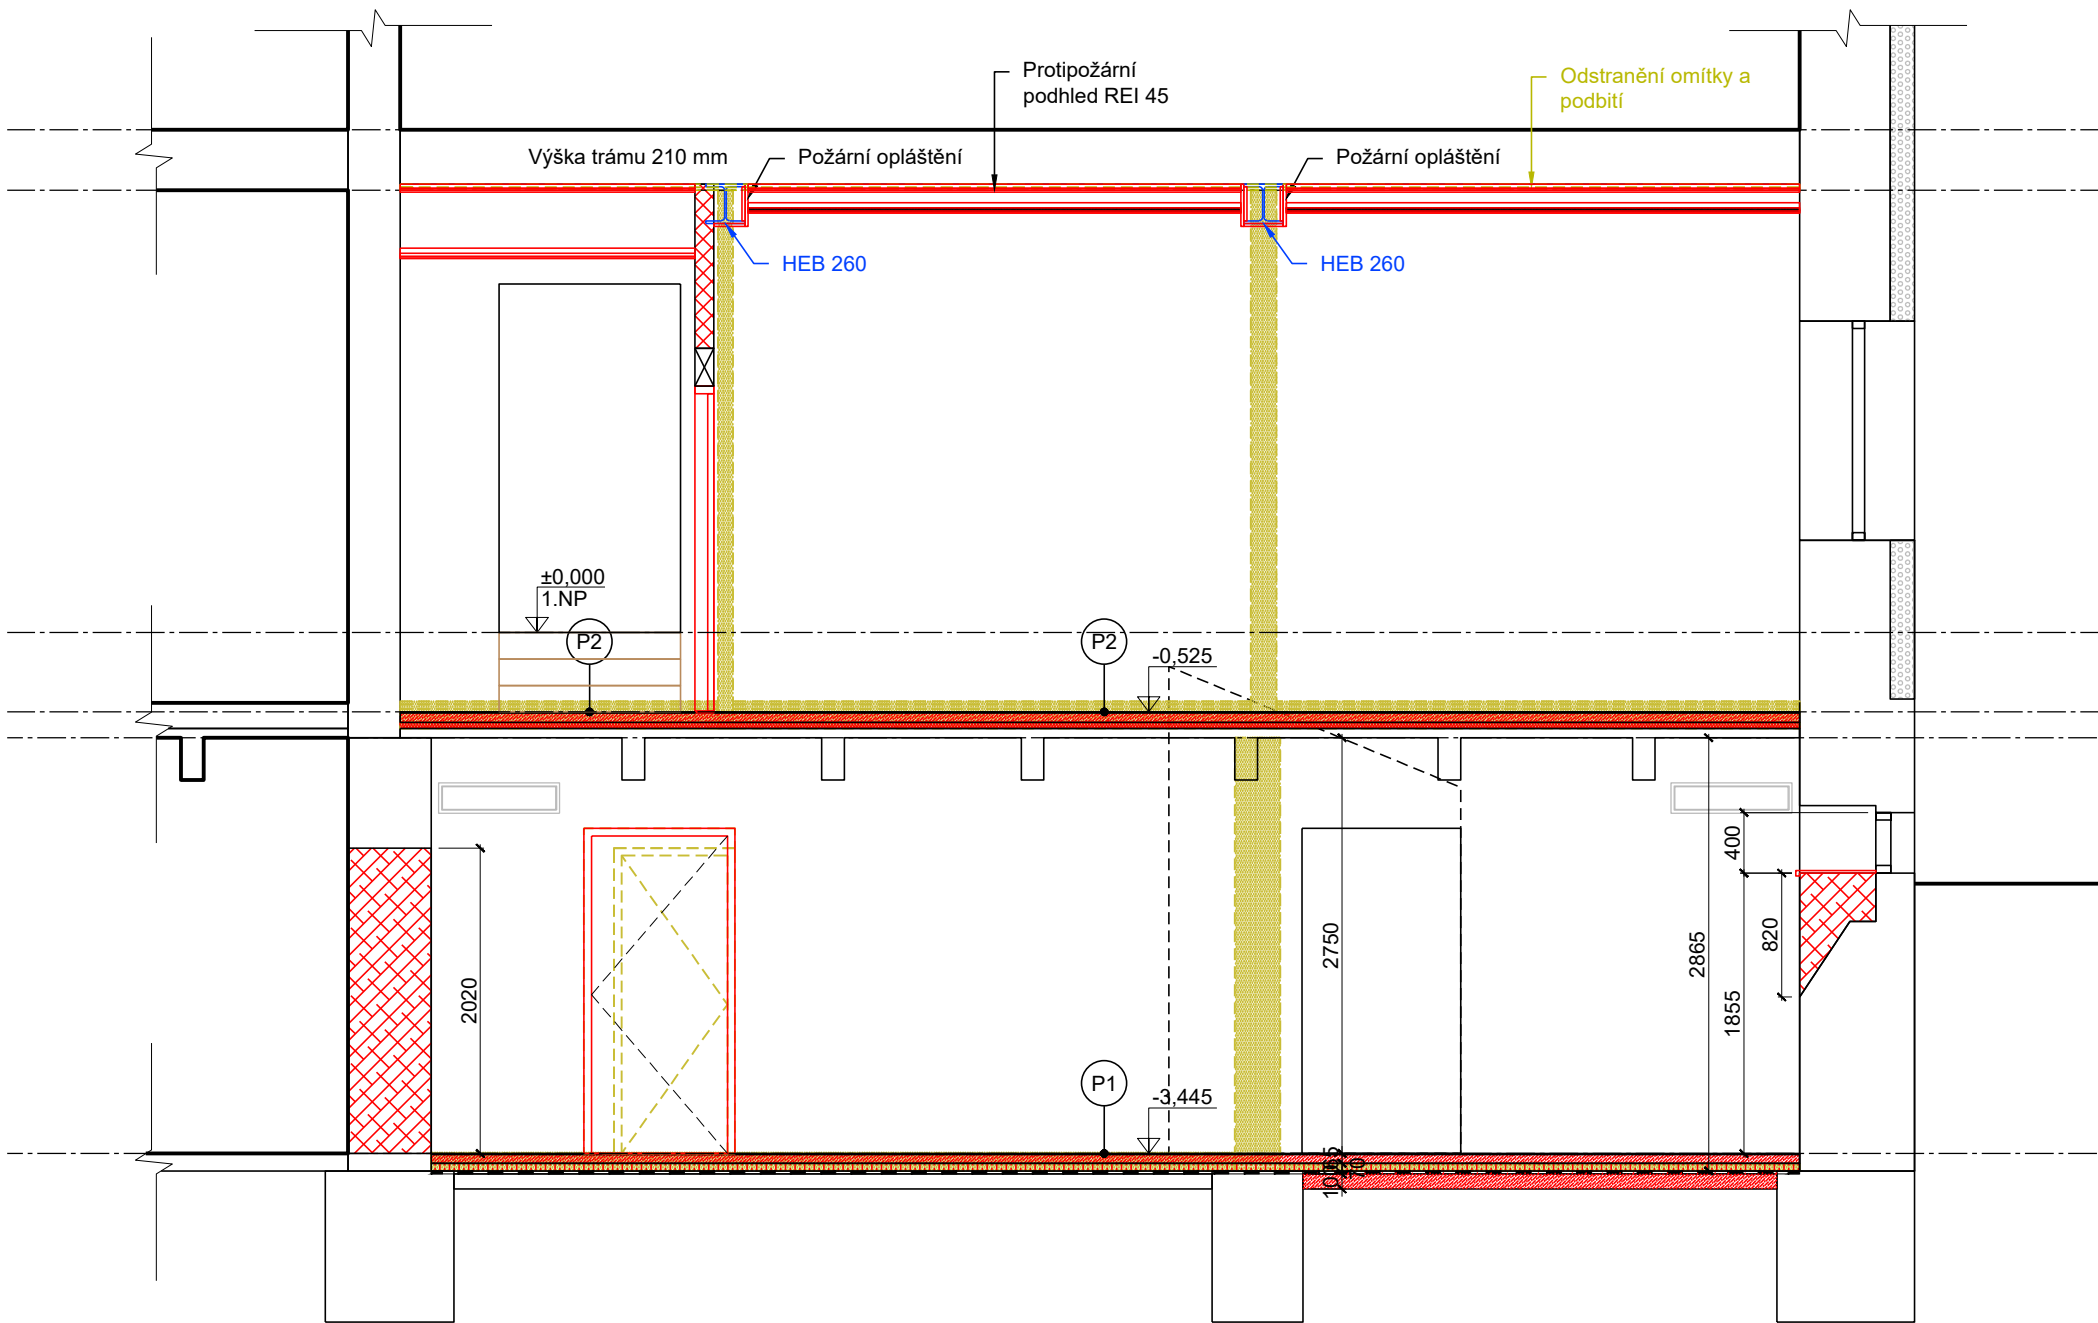 Protipožární
podhled REI 45
Odstranění omítky a
podbití
Výška trámu 210 mm
Požární opláštění
Požární opláštění
HEB 260
HEB 260
±0,000
1.NP
P2
P2
-0,525
400
2750
2865
820
2020
1855
P1
-3,445
70